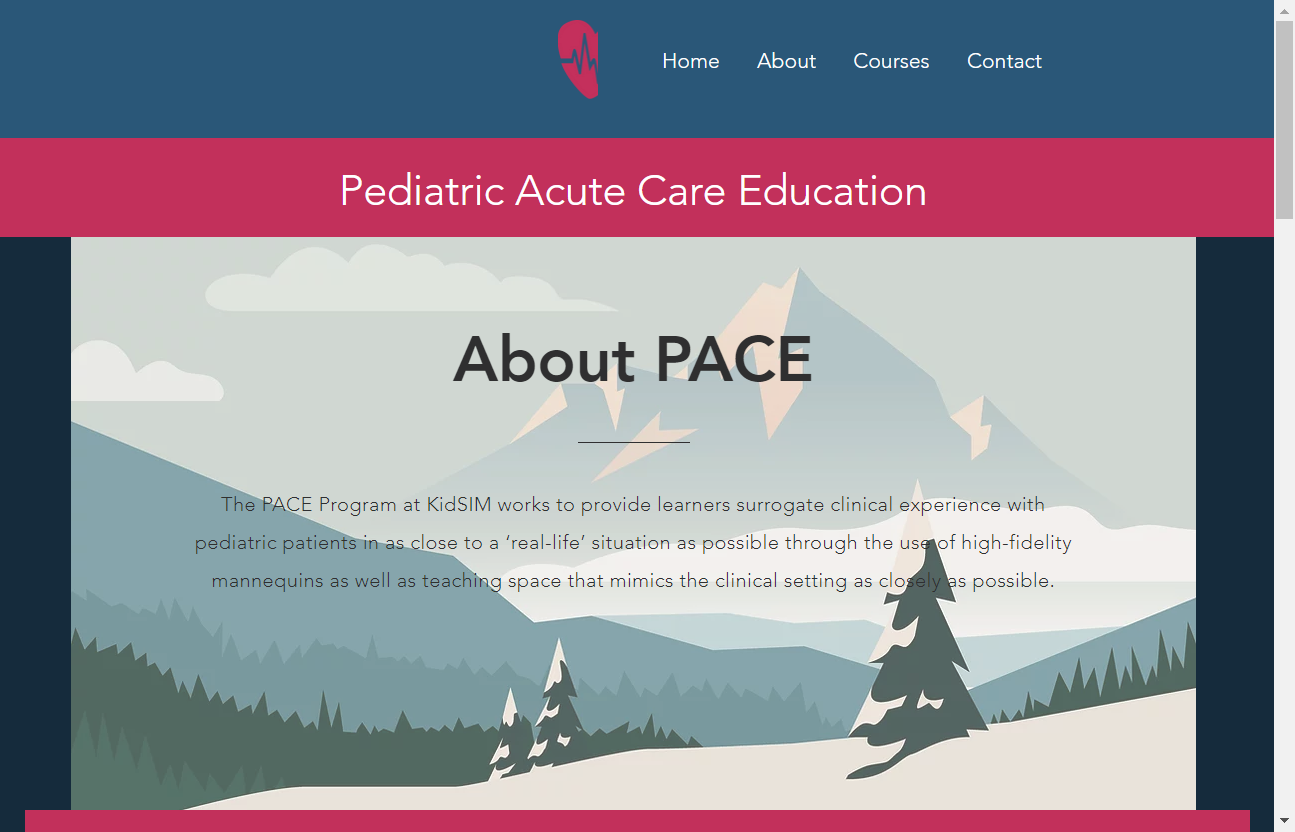 Home About Courses Contact
Pediatric Acute Care Education
About PACE
The PACE Program at KidSIM works to provide learners surrogate clinical experience with
pediatric patients in as close to a ‘real-life’ situation as possible through the use of high-fidelity
mannequins as well as teaching space that mimics the clinical setting as closely as possible.